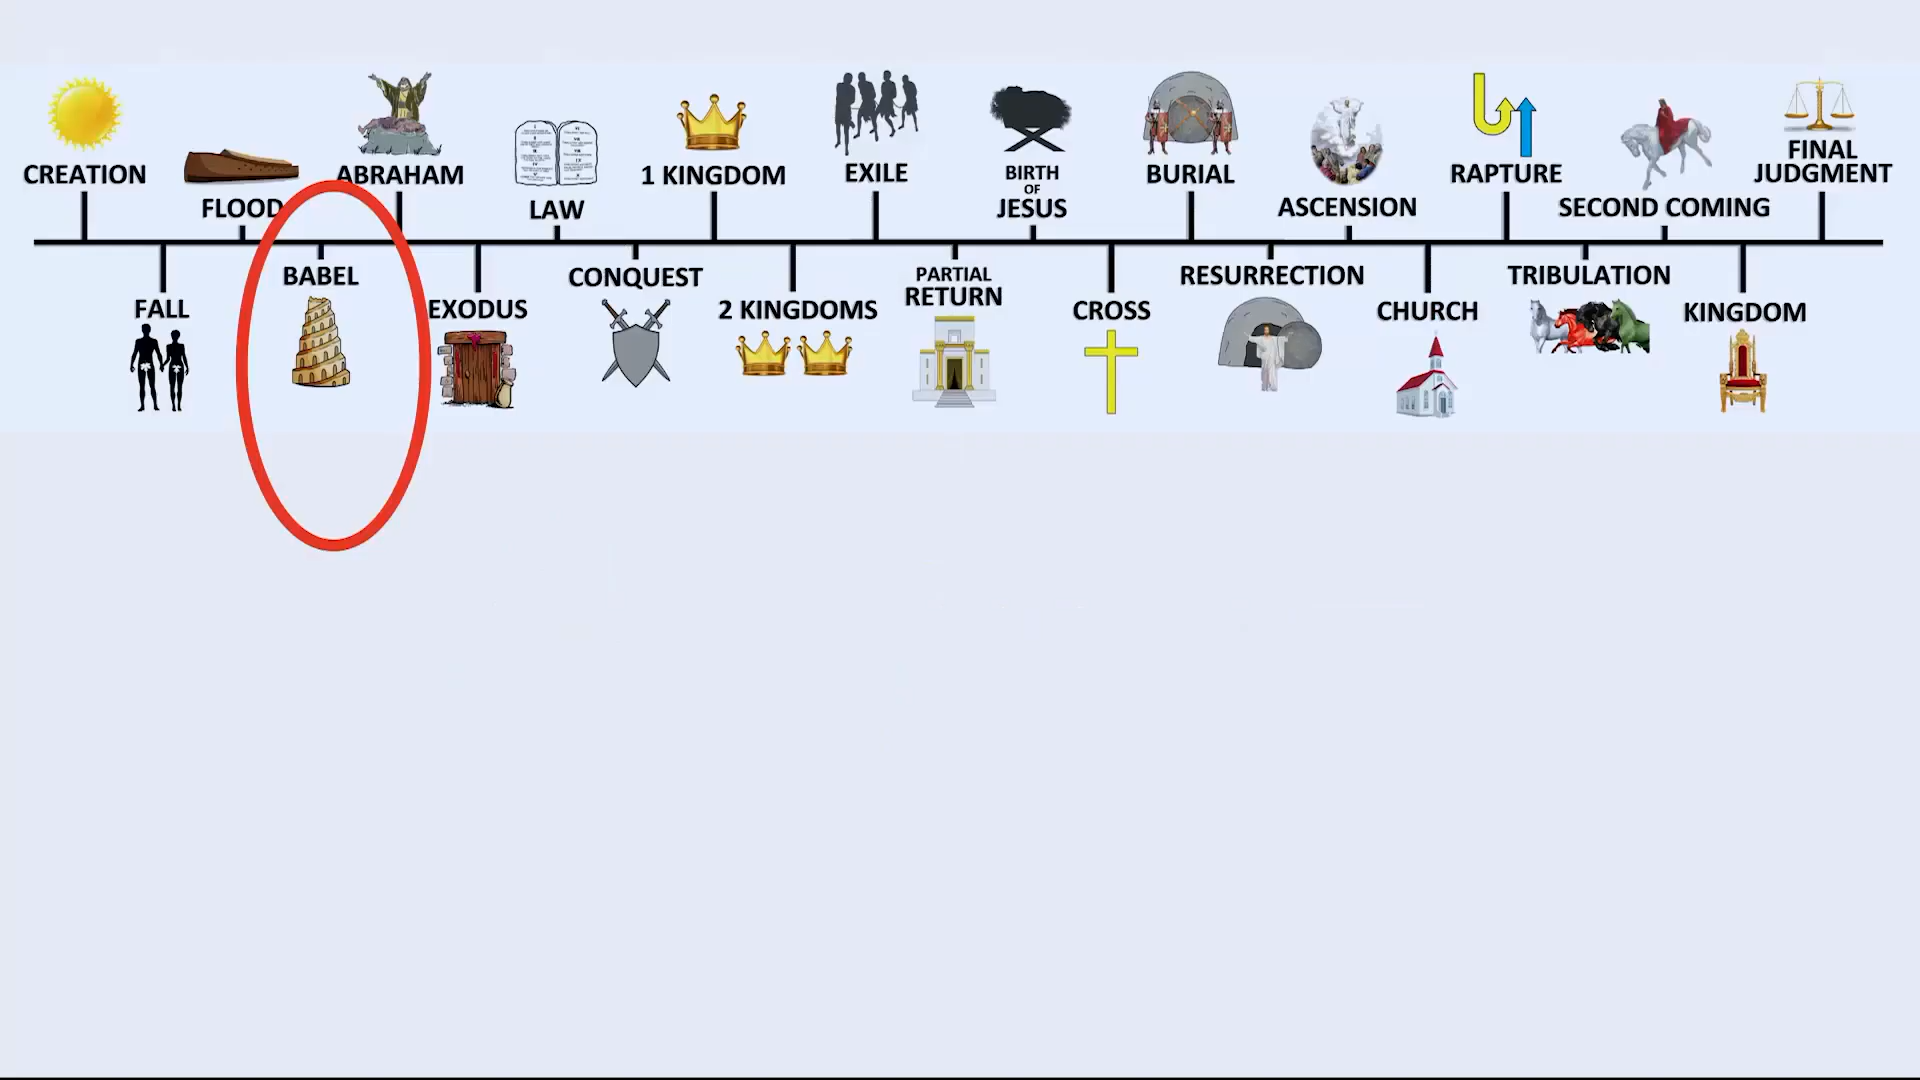 CREATION
FLOOD
ABRAHAM
LAW
1 KINGDOM
EXILE
BIRTH
OF
JESUS
BURIAL
ASCENSION
RAPTURE
SECOND COMING
FINAL
JUDGMENT
FALL
BABEL
EXODUS
CONQUEST
2 KINGDOMS
PARTIAL
RETURN
CROSS
RESURRECTION
CHURCH
TRIBULATION
KINGDOM